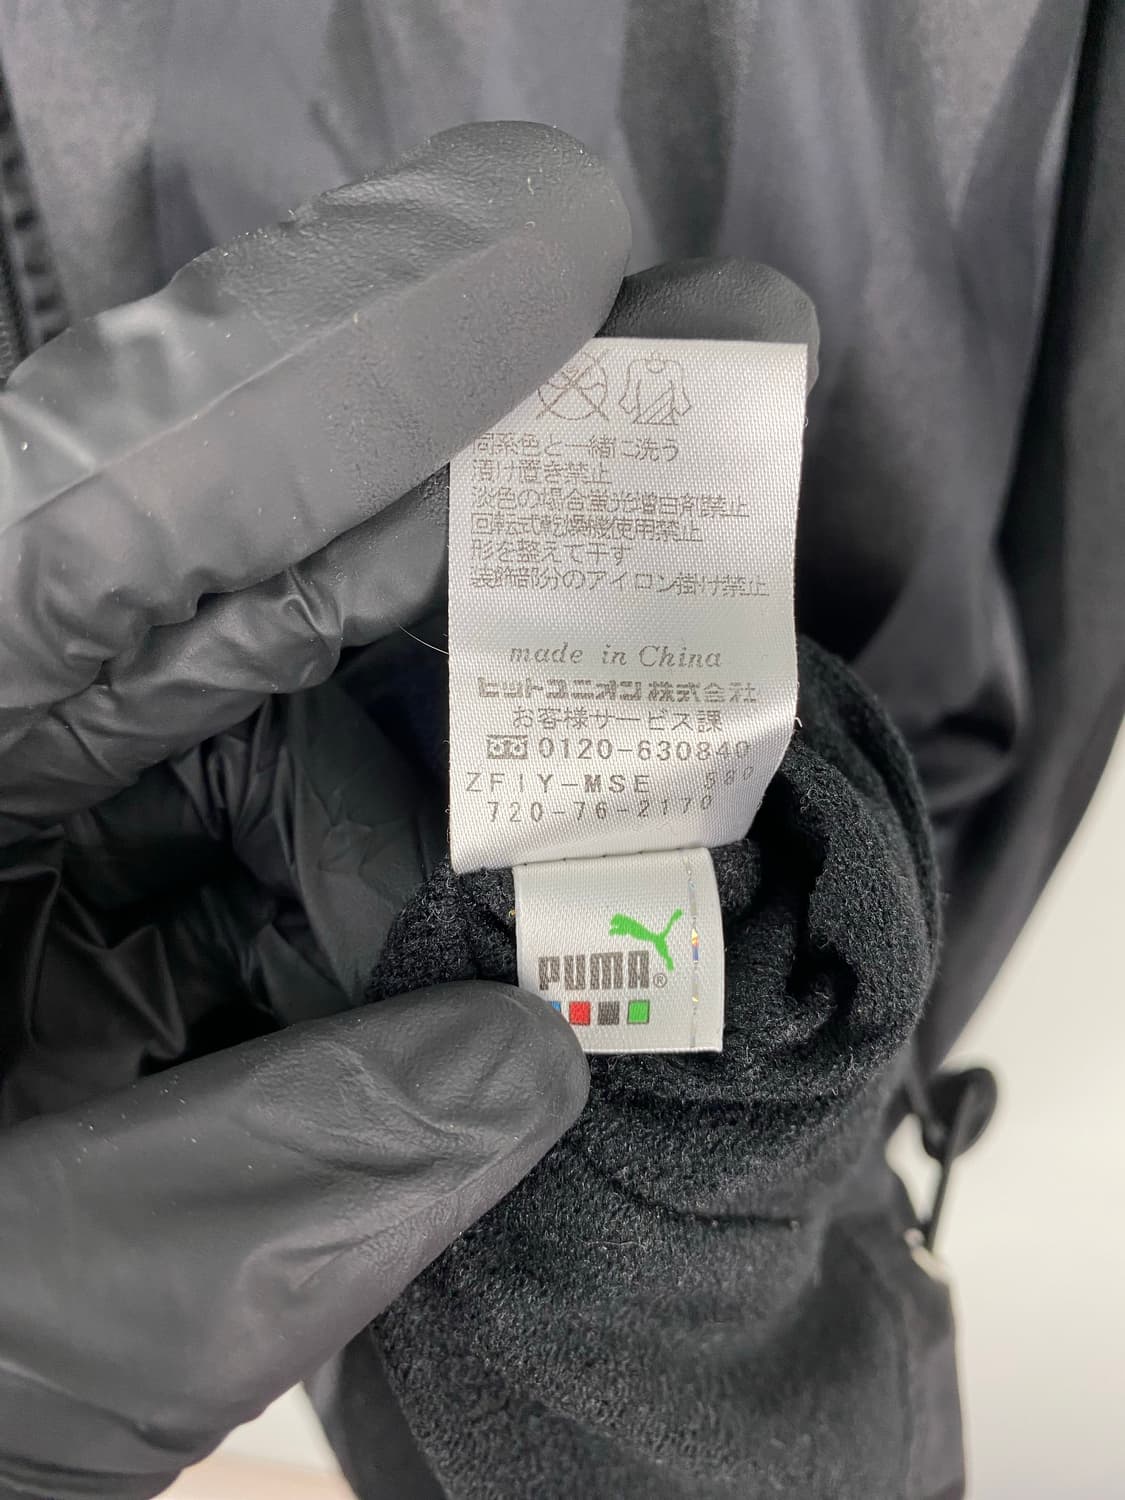 同系色と一緒に洗う
漬け置き禁止
淡色の場合蛍光増白剤禁止
回転式乾燥機使用禁止
形を整えて干す
装飾部分のアイロン掛け禁止
made in China
ヒットユニオン株式会社
お客様サービス課
0120-630840
ZFIY-MSE 580
720-76-2170
PUMA®